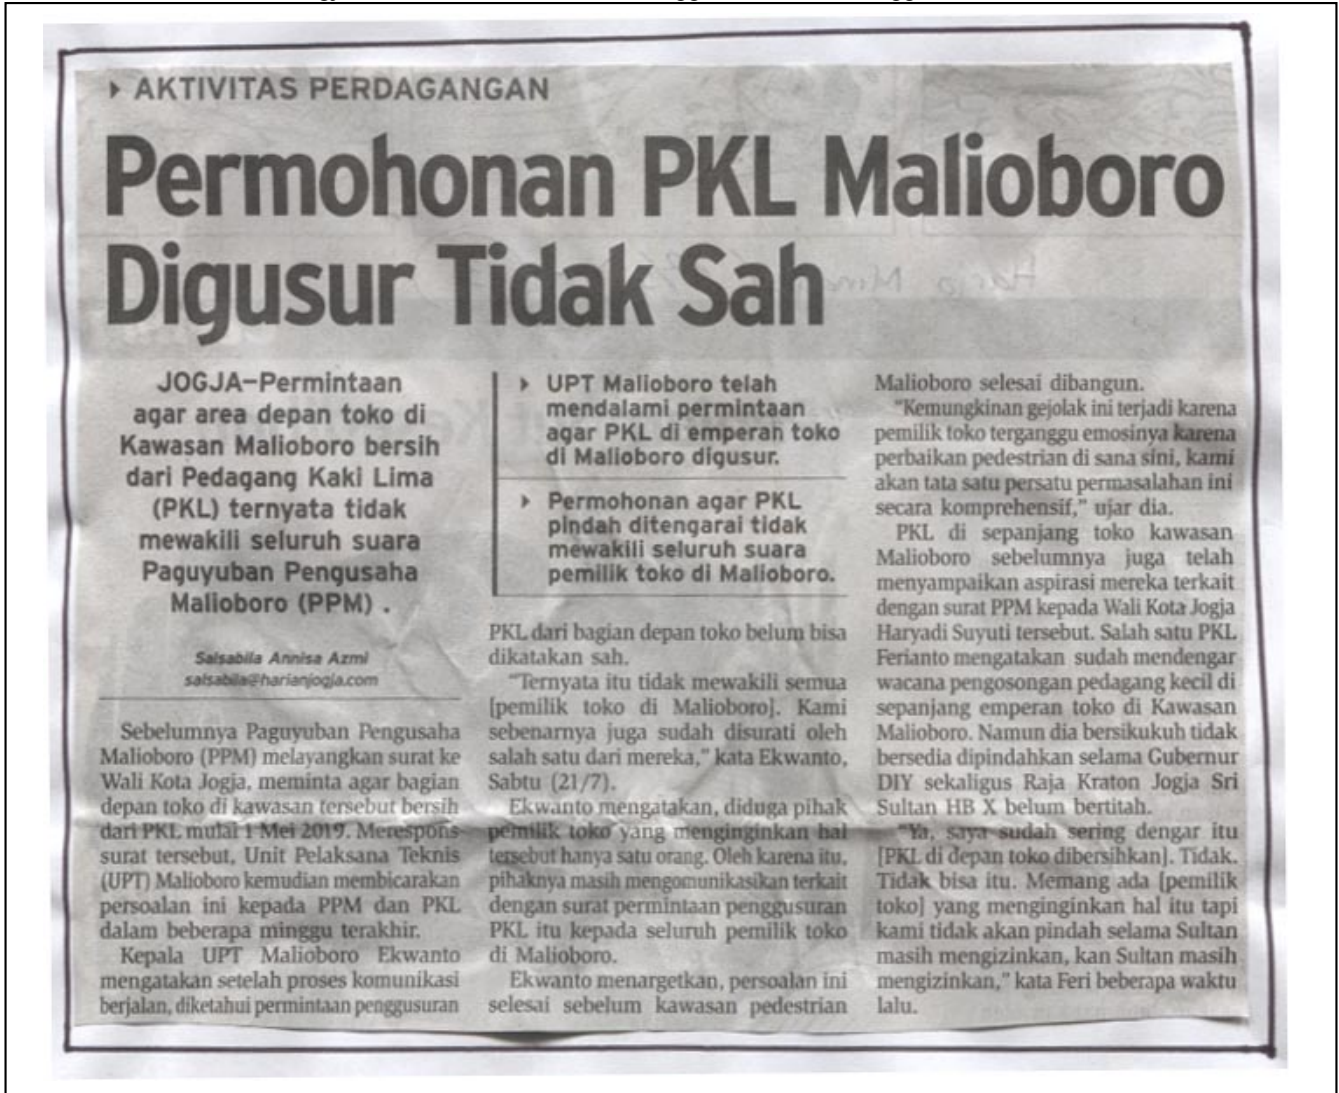 AKTIVITAS PERDAGANGAN
Permohonan PKL Malioboro
Digusur Tidak Sah
JOGJA—Permintaan
agar area depan toko di
Kawasan Malioboro bersih
dari Pedagang Kaki Lima
(PKL) ternyata tidak
mewakili seluruh suara
Paguyuban Pengusaha
Malioboro (PPM) .
Salsabila Annisa Azmi
salsabila@harianjogja.com
Sebelumnya Paguyuban Pengusaha
Malioboro (PPM) melayangkan surat ke
Wali Kota Jogja, meminta agar bagian
depan toko di kawasan tersebut bersih
dari PKL mulai 1 Mei 2019. Merespons
surat tersebut, Unit Pelaksana Teknis
(UPT) Malioboro kemudian membicarakan
persoalan ini kepada PPM dan PKL
dalam beberapa minggu terakhir.
Kepala UPT Malioboro Ekwanto
mengatakan setelah proses komunikasi
berjalan, diketahui permintaan penggusuran
UPT Malioboro telah
mendalami permintaan
agar PKL di emperan toko
di Malioboro digusur.
Permohonan agar PKL
pindah ditengarai tidak
mewakili seluruh suara
pemilik toko di Malioboro.
PKL dari bagian depan toko belum bisa
dikatakan sah.
"Ternyata itu tidak mewakili semua
[pemilik toko di Malioboro]. Kami
sebenarnya juga sudah disurati oleh
salah satu dari mereka," kata Ekwanto,
Sabtu (21/7).
Ekwanto mengatakan, diduga pihak
pemilik toko yang menginginkan hal
tersebut hanya satu orang. Oleh karena itu,
pihaknya masih mengomunikasikan terkait
dengan surat permintaan penggusuran
PKL itu kepada seluruh pemilik toko
di Malioboro.
Ekwanto menargetkan, persoalan ini
selesai sebelum kawasan pedestrian
Malioboro selesai dibangun.
"Kemungkinan gejolak ini terjadi karena
pemilik toko terganggu emosinya karena
perbaikan pedestrian di sana sini, kami
akan tata satu persatu permasalahan ini
secara komprehensif," ujar dia.
PKL di sepanjang toko kawasan
Malioboro sebelumnya juga telah
menyampaikan aspirasi mereka terkait
dengan surat PPM kepada Wali Kota Jogja
Haryadi Suyuti tersebut. Salah satu PKL
Ferianto mengatakan sudah mendengar
wacana pengosongan pedagang kecil di
sepanjang emperan toko di Kawasan
Malioboro. Namun dia bersikukuh tidak
bersedia dipindahkan selama Gubernur
DIY sekaligus Raja Kraton Jogja Sri
Sultan HB X belum bertitah.
"Ya, saya sudah sering dengar itu
[PKL di depan toko dibersihkan]. Tidak.
Tidak bisa itu. Memang ada [pemilik
toko] yang menginginkan hal itu tapi
kami tidak akan pindah selama Sultan
masih mengizinkan, kan Sultan masih
mengizinkan," kata Feri beberapa waktu
lalu.